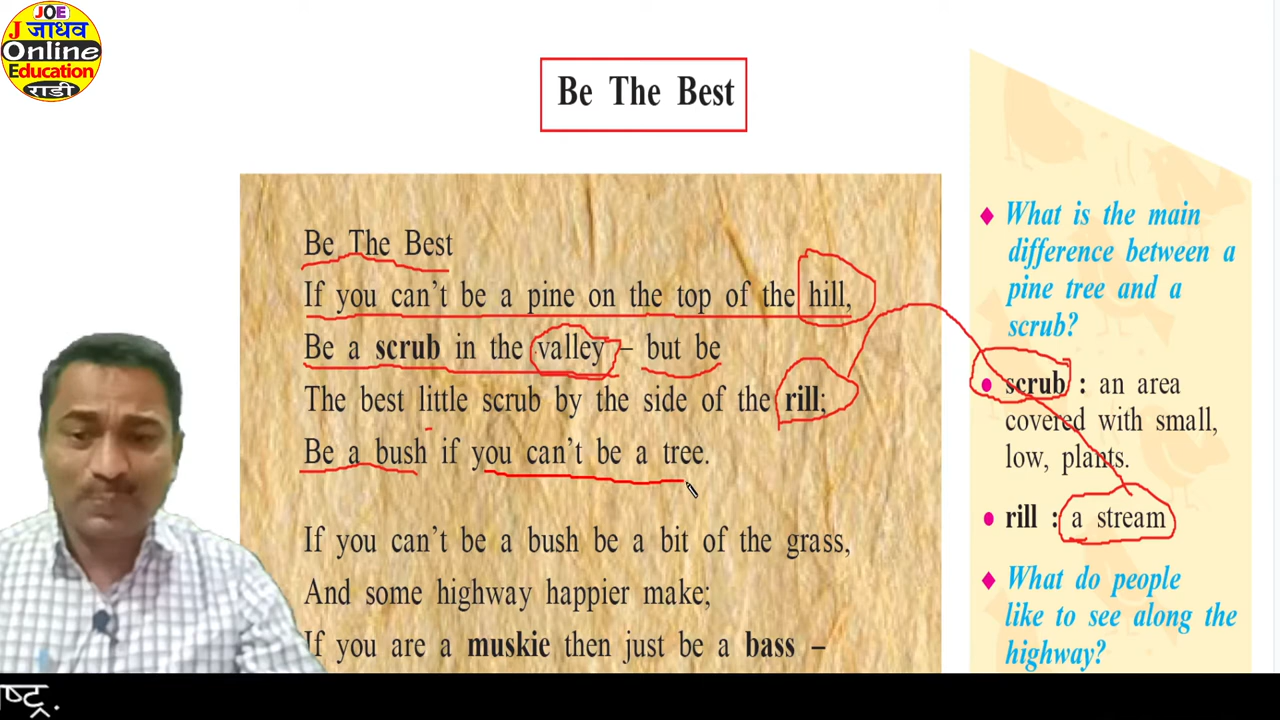 JOE
J जाधव
Online
Education
राडी
Be The Best
Be The Best
If you can't be a pine on the top of the hill,
Be a scrub in the valley – but be
The best little scrub by the side of the rill;
Be a bush if you can't be a tree.
If you can't be a bush be a bit of the grass,
And some highway happier make;
If you are a muskie then just be a bass –
What is the main
difference between a
pine tree and a
scrub?
scrub : an area
covered with small,
low, plants.
rill : a stream
What do people
like to see along the
highway?
ष्ट्र.